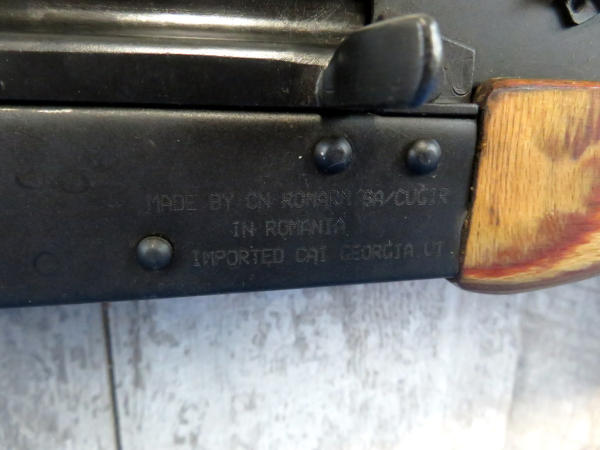 MADE BY CN ROMARM SA/CUGIR
IN ROMANIA
IMPORTED CAI GEORGIA VT